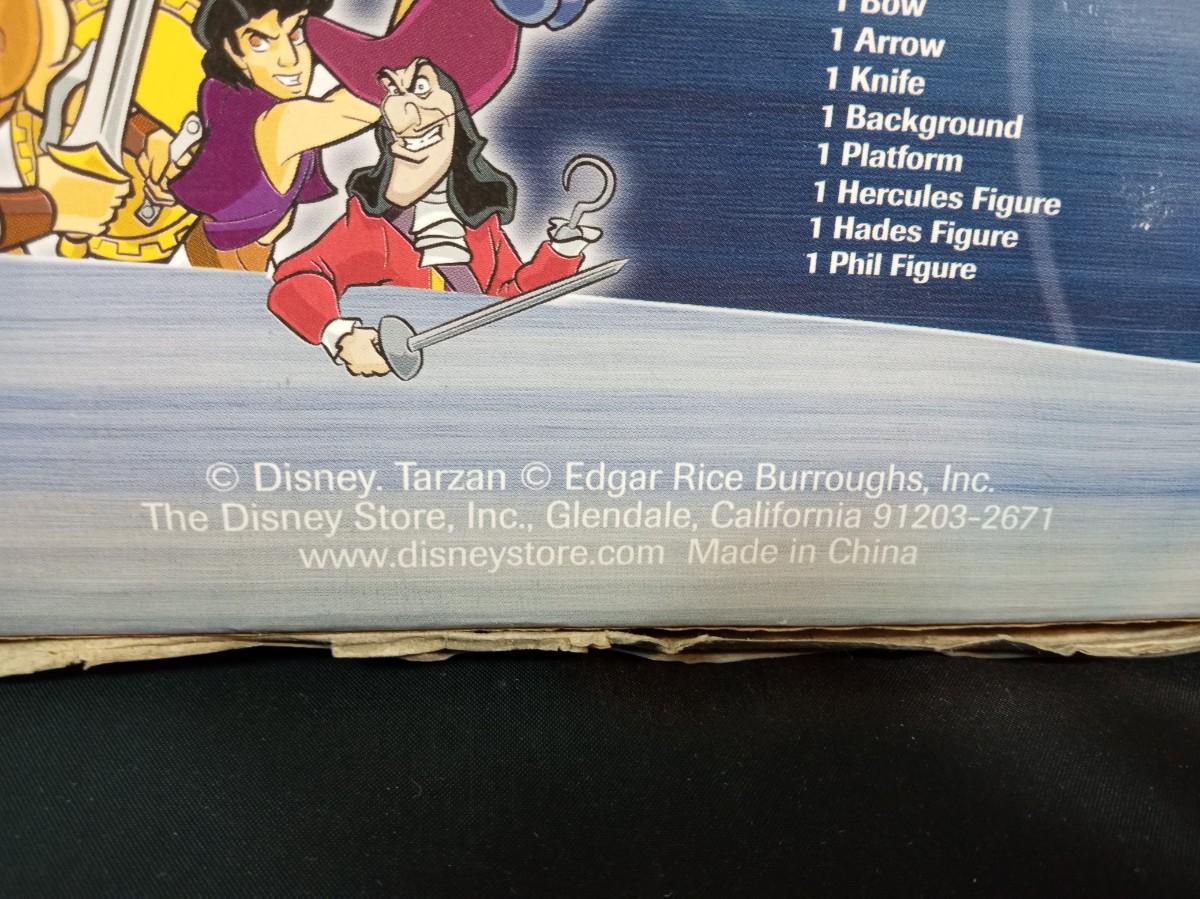 1 Bow
1 Arrow
1 Knife
1 Background
1 Platform
1 Hercules Figure
1 Hades Figure
1 Phil Figure
© Disney. Tarzan © Edgar Rice Burroughs, Inc.
The Disney Store, Inc., Glendale, California 91203-2671
www.disneystore.com Made in China